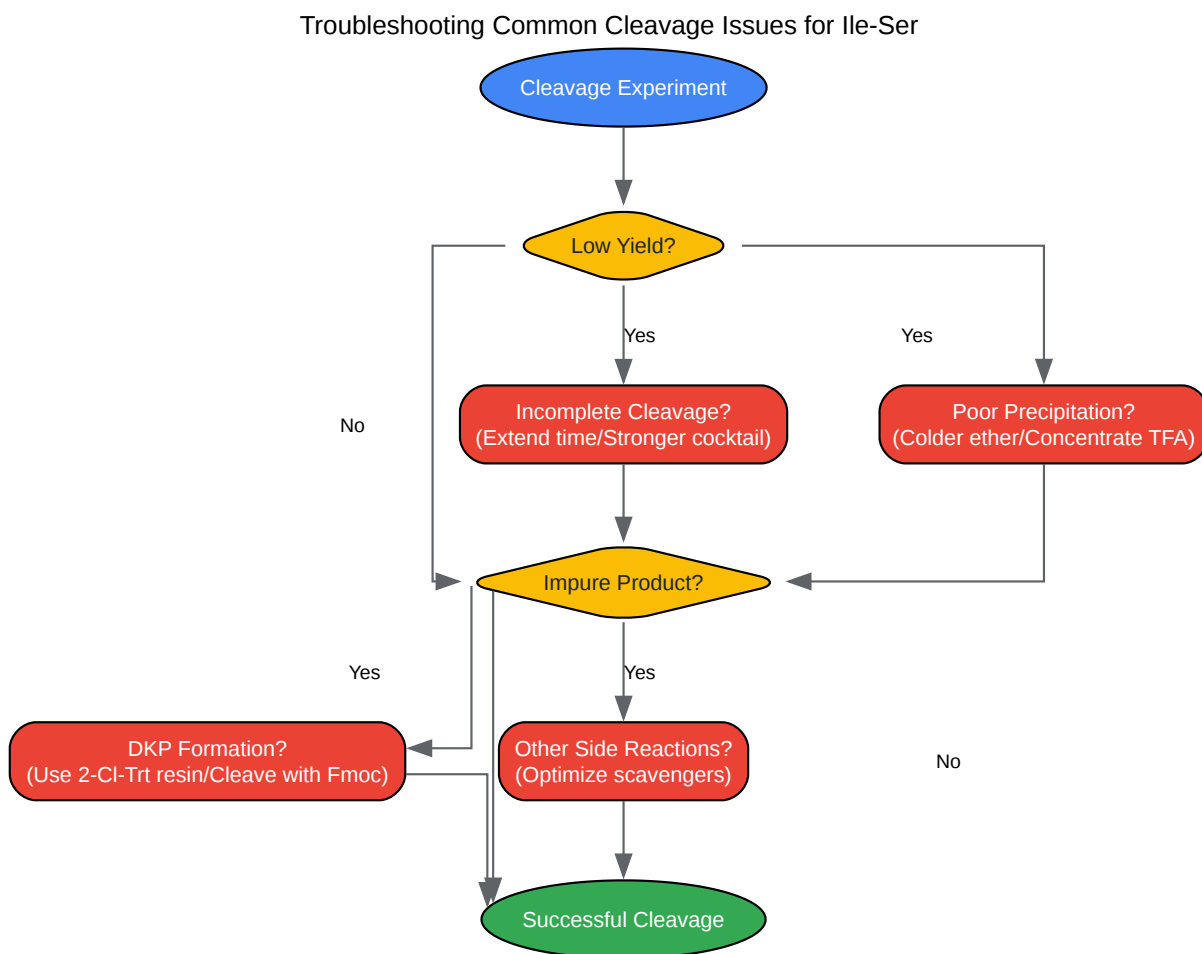 Troubleshooting Common Cleavage Issues for Ile-Ser
Cleavage Experiment
Low Yield?
Yes
Yes
No
Incomplete Cleavage?
(Extend time/Stronger cocktail)
Poor Precipitation?
(Colder ether/Concentrate TFA)
Impure Product?
Yes
Yes
DKP Formation?
(Use 2-Cl-Trt resin/Cleave with Fmoc)
Other Side Reactions?
(Optimize scavengers)
No
Successful Cleavage